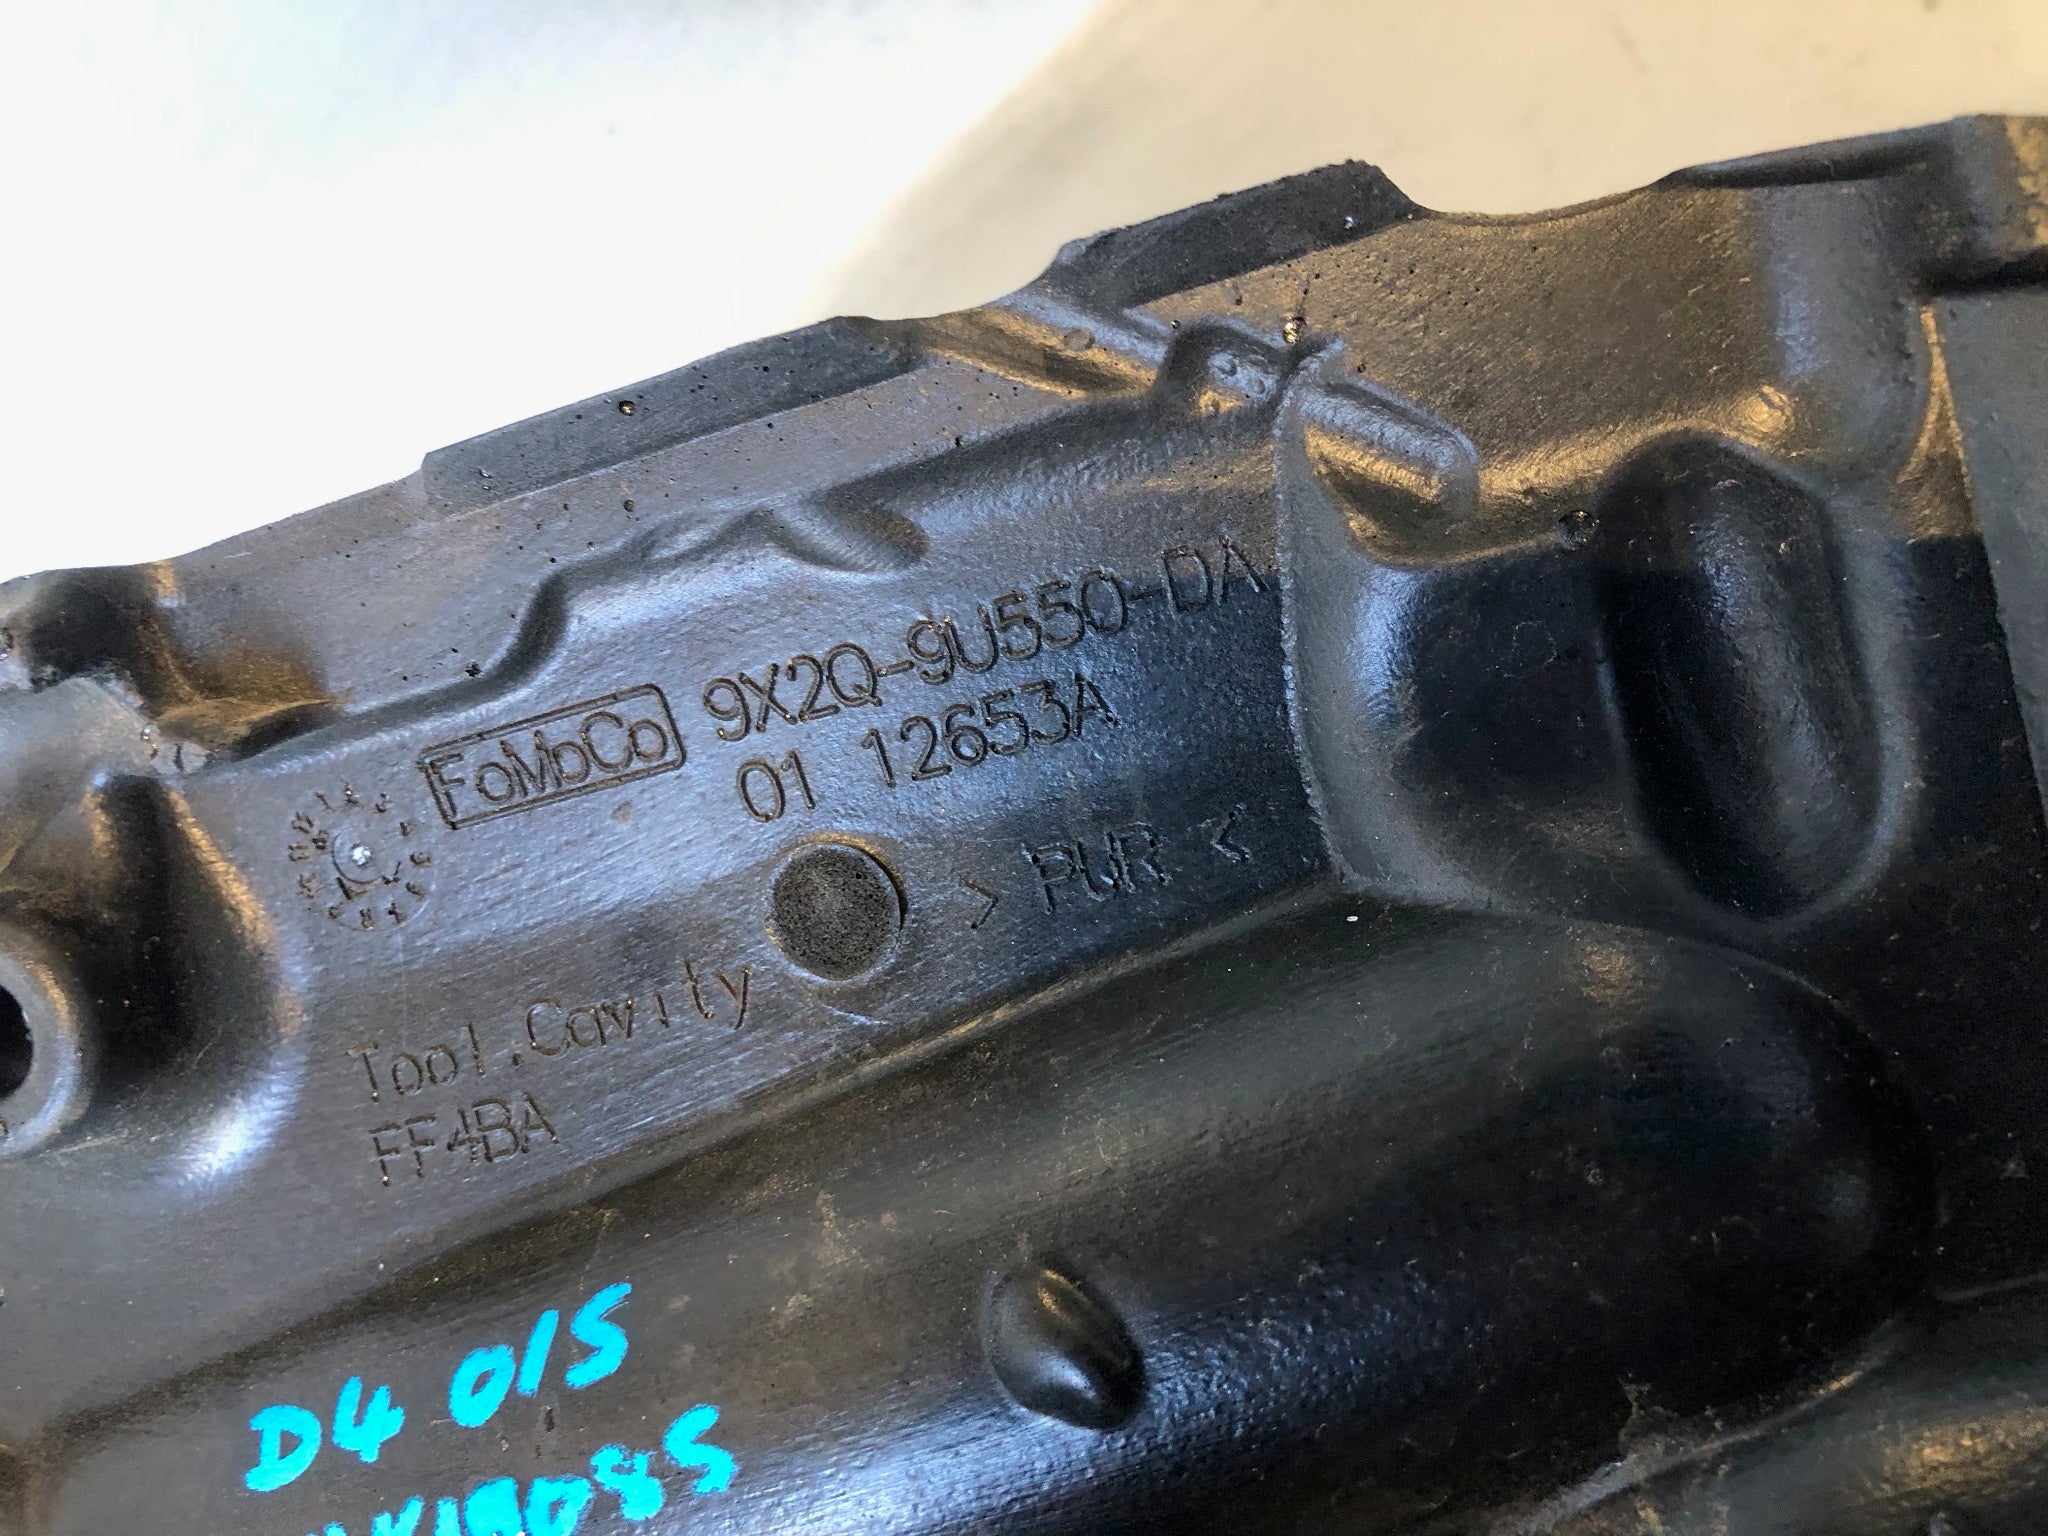 FoMoCo 9X2Q-9U550-DA
01 12653A
> PUR <
Tool.Cavity
FF4BA
D4 015